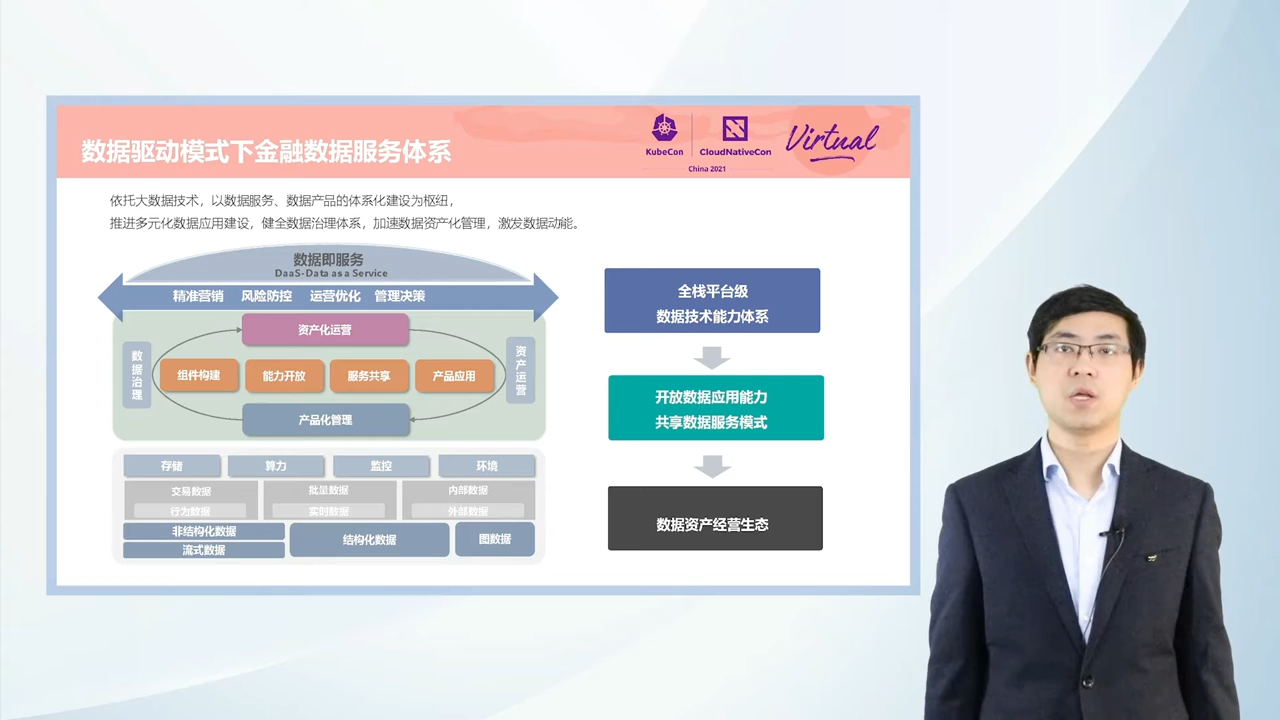 数据驱动模式下金融数据服务体系
KubeCon
CloudNativeCon
China 2021
Virtual
依托大数据技术，以数据服务、数据产品的体系化建设为枢纽，
推进多元化数据应用建设，健全数据治理体系，加速数据资产化管理，激发数据动能。
数据即服务
DaaS-Data as a Service
精准营销 风险防控 运营优化 管理决策
资产化运营
数据治理
组件构建
能力开放
服务共享
产品应用
资产运营
产品化管理
存储
算力
监控
环境
交易数据
批量数据
内部数据
行为数据
实时数据
外部数据
非结构化数据
流式数据
结构化数据
图数据
全栈平台级
数据技术能力体系
开放数据应用能力
共享数据服务模式
数据资产经营生态